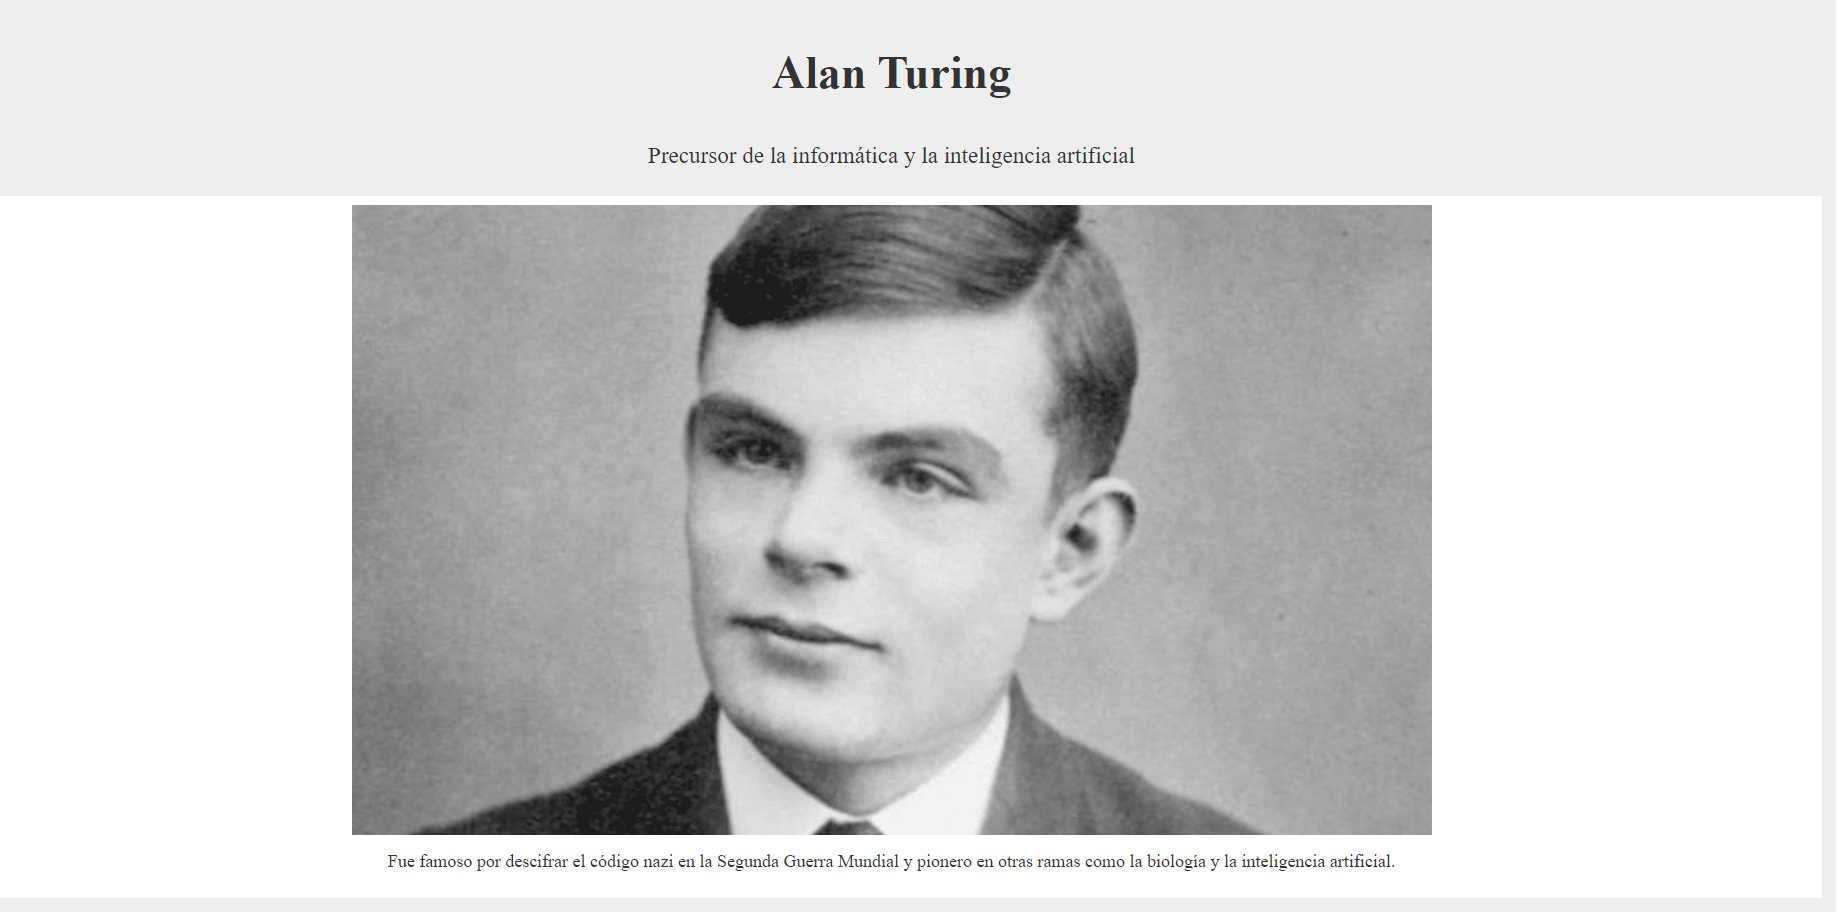 Alan Turing
Precursor de la informática y la inteligencia artificial
Fue famoso por descifrar el código nazi en la Segunda Guerra Mundial y pionero en otras ramas como la biología y la inteligencia artificial.